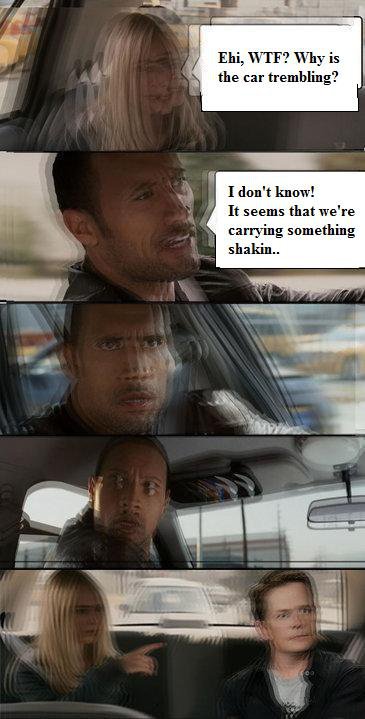 Ehi, WTF? Why is
the car trembling?
I don't know!
It seems that we're
carrying something
shakin..